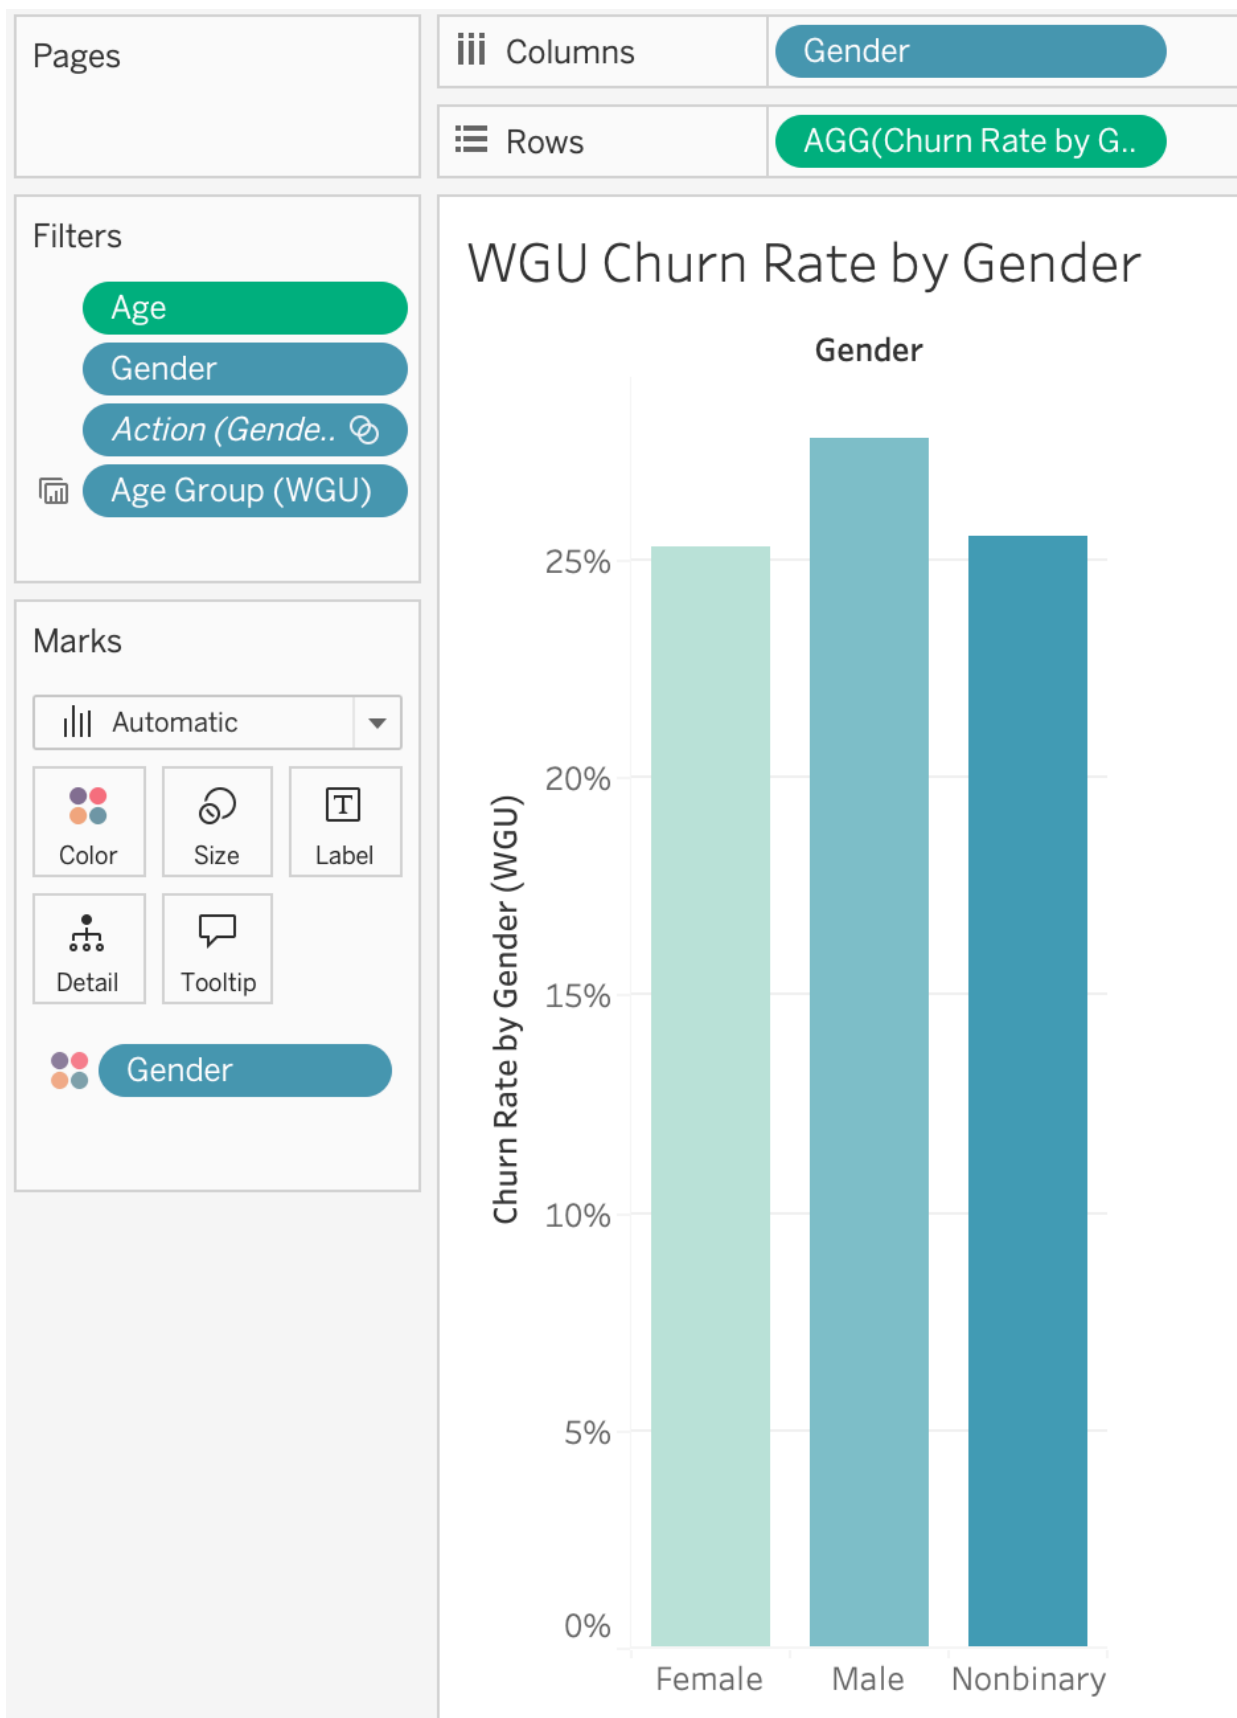 Pages
Columns
Gender
Rows
AGG(Churn Rate by G..
Filters
Age
Gender
Action (Gende..
Age Group (WGU)
Marks
Automatic
Color
Size
Label
Detail
Tooltip
Gender
WGU Churn Rate by Gender
Gender
Churn Rate by Gender (WGU)
25%
20%
15%
10%
5%
0%
Female Male Nonbinary